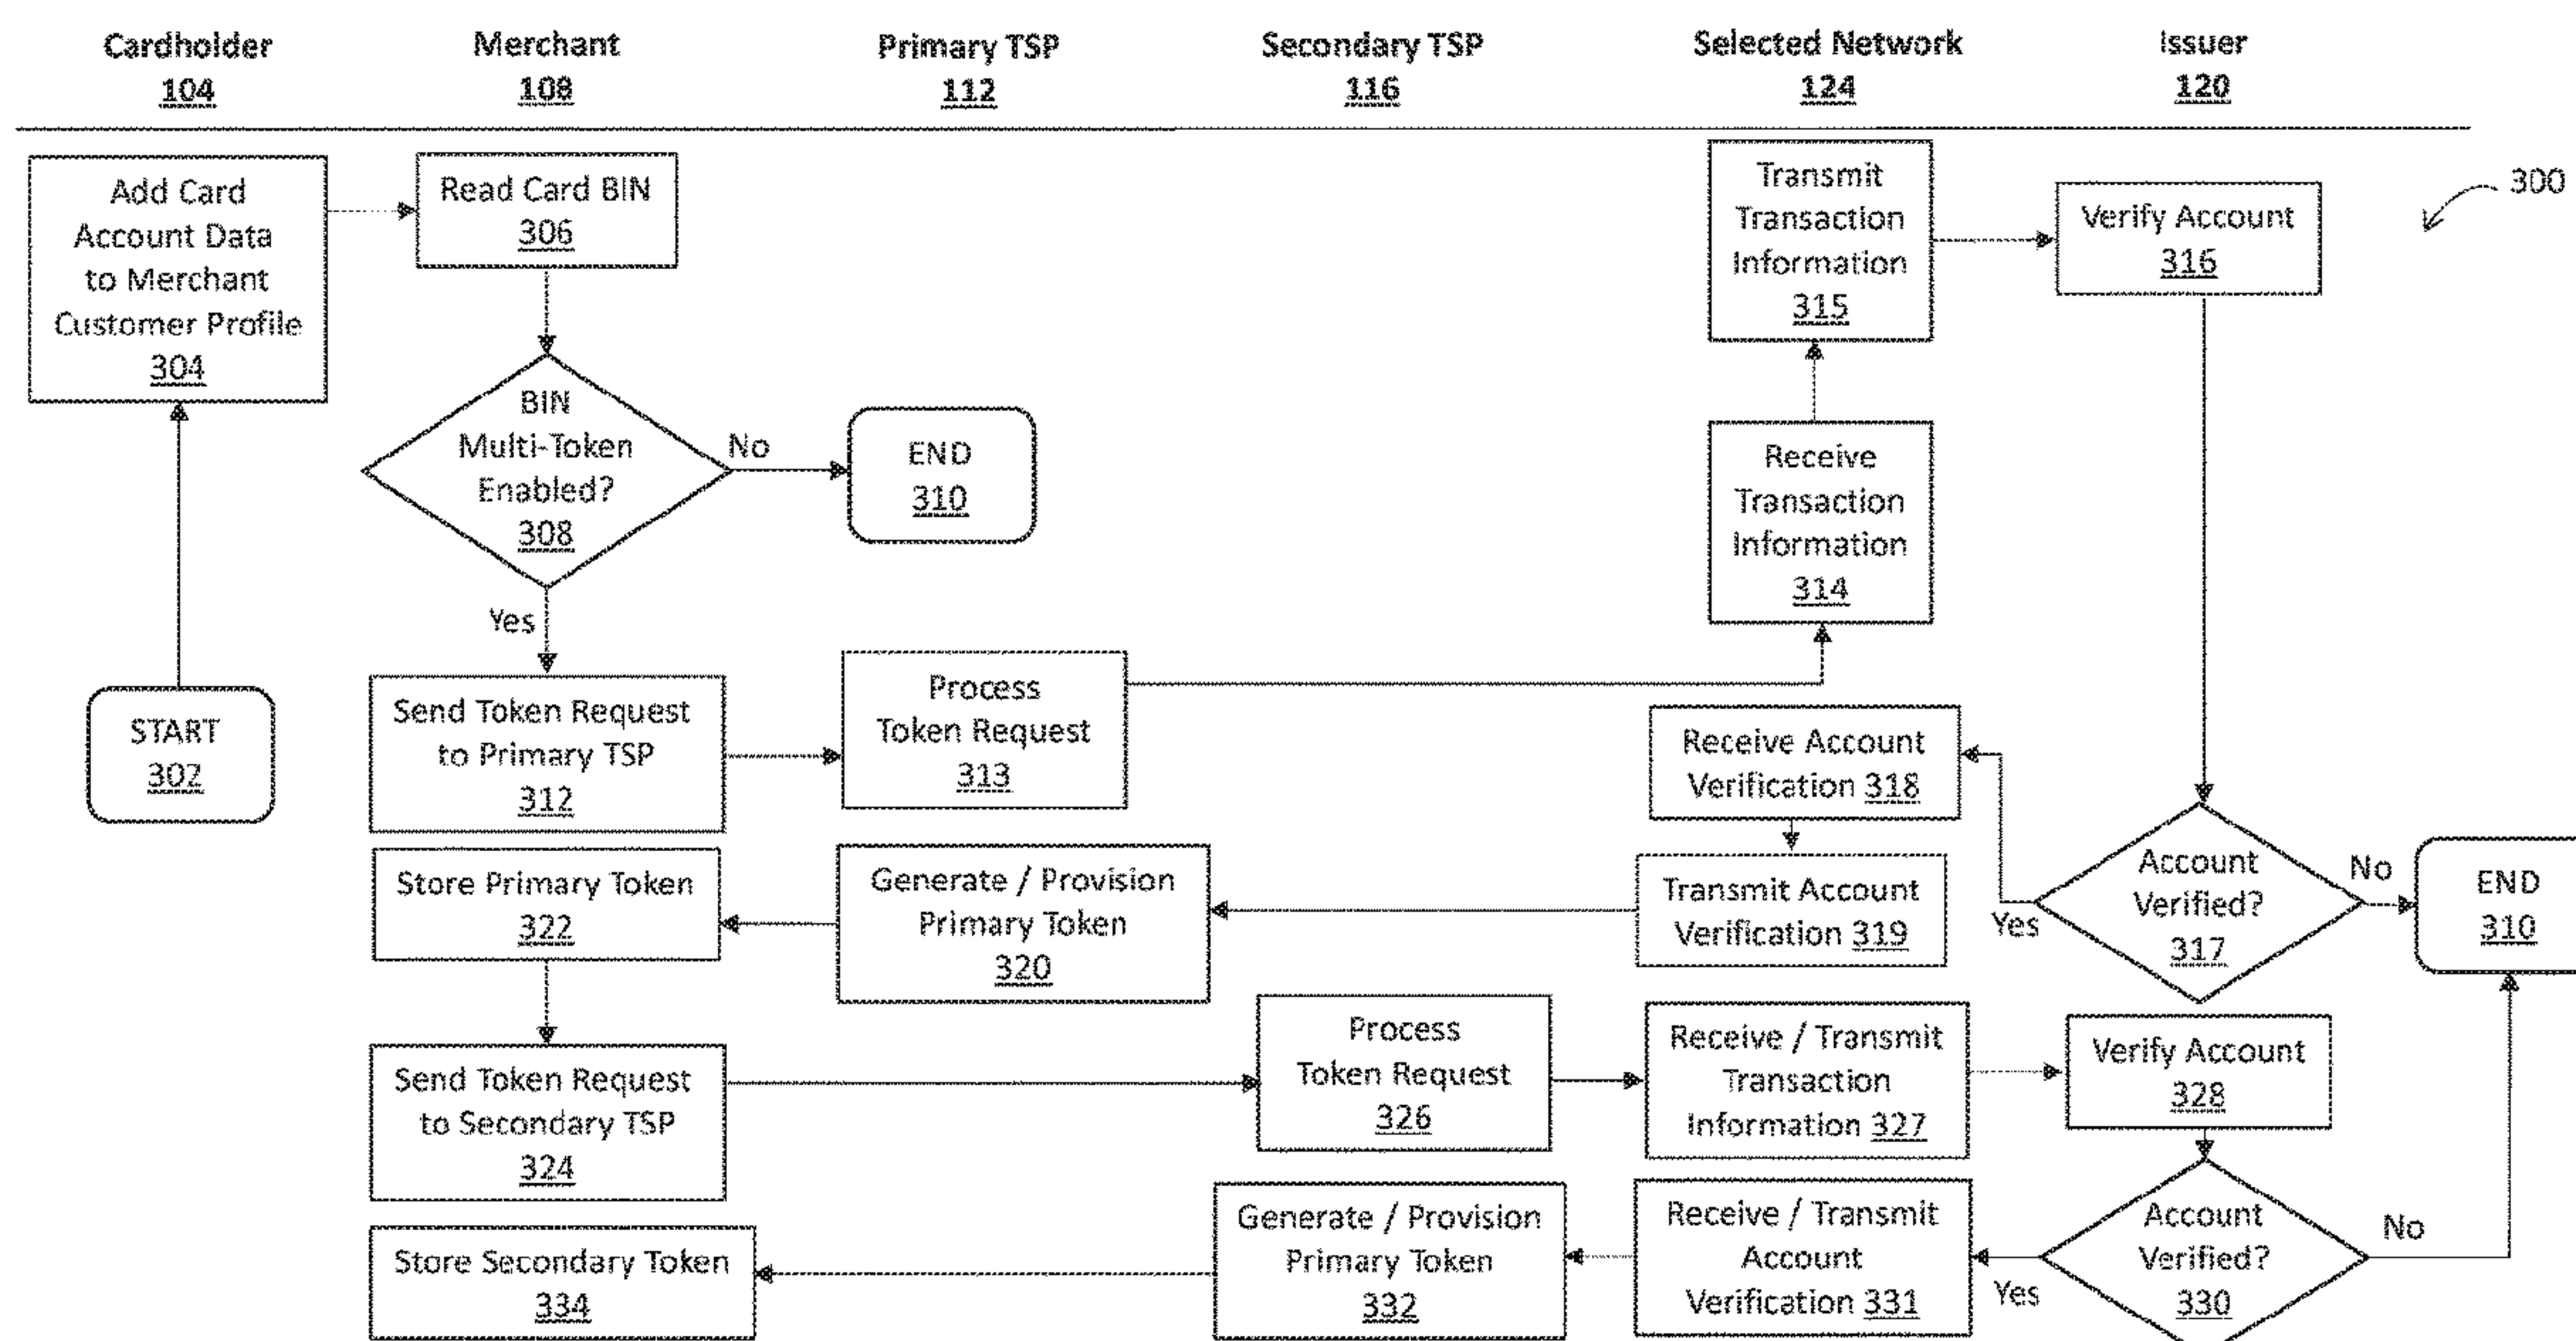 Cardholder
104
Merchant
108
Primary TSP
112
Secondary TSP
116
Selected Network
124
Issuer
120
300
Add Card
Account Data
to Merchant
Customer Profile
304
Read Card BIN
306
Transmit
Transaction
Information
315
Verify Account
316
BIN
Multi-Token
Enabled?
308
No
END
310
Receive
Transaction
Information
314
Yes
START
302
Send Token Request
to Primary TSP
312
Process
Token Request
313
Receive Account
Verification 318
Store Primary Token
322
Generate / Provision
Primary Token
320
Transmit Account
Verification 319
Yes
Account
Verified?
317
No
END
310
Send Token Request
to Secondary TSP
324
Process
Token Request
326
Receive / Transmit
Transaction
Information 327
Verify Account
328
Store Secondary Token
334
Generate / Provision
Primary Token
332
Receive / Transmit
Account
Verification 331
Yes
Account
Verified?
330
No